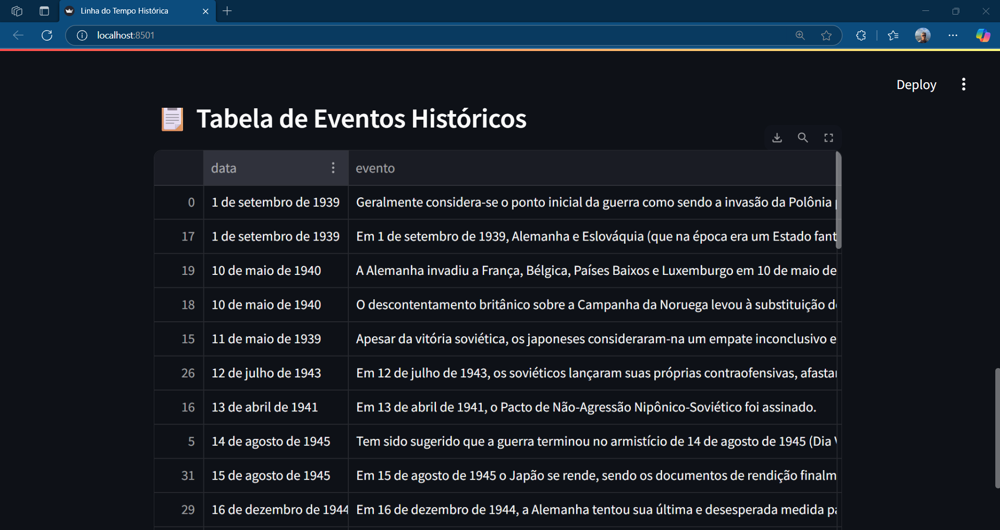 Linha do Tempo Histórica
localhost:8501
Deploy
Tabela de Eventos Históricos
data evento
0 1 de setembro de 1939 Geralmente considera-se o ponto inicial da guerra como sendo a invasão da Polônia
17 1 de setembro de 1939 Em 1 de setembro de 1939, Alemanha e Eslováquia (que na época era um Estado fant
19 10 de maio de 1940 A Alemanha invadiu a França, Bélgica, Países Baixos e Luxemburgo em 10 de maio de
18 10 de maio de 1940 O descontentamento britânico sobre a Campanha da Noruega levou à substituição d
15 11 de maio de 1939 Apesar da vitória soviética, os japoneses consideraram-na um empate inconclusivo e
26 12 de julho de 1943 Em 12 de julho de 1943, os soviéticos lançaram suas próprias contraofensivas, afasta
16 13 de abril de 1941 Em 13 de abril de 1941, o Pacto de Não-Agressão Nipônico-Soviético foi assinado.
5 14 de agosto de 1945 Tem sido sugerido que a guerra terminou no armistício de 14 de agosto de 1945 (Dia
31 15 de agosto de 1945 Em 15 de agosto de 1945 o Japão se rende, sendo os documentos de rendição finalm
29 16 de dezembro de 1944 Em 16 de dezembro de 1944, a Alemanha tentou sua última e desesperada medida pa